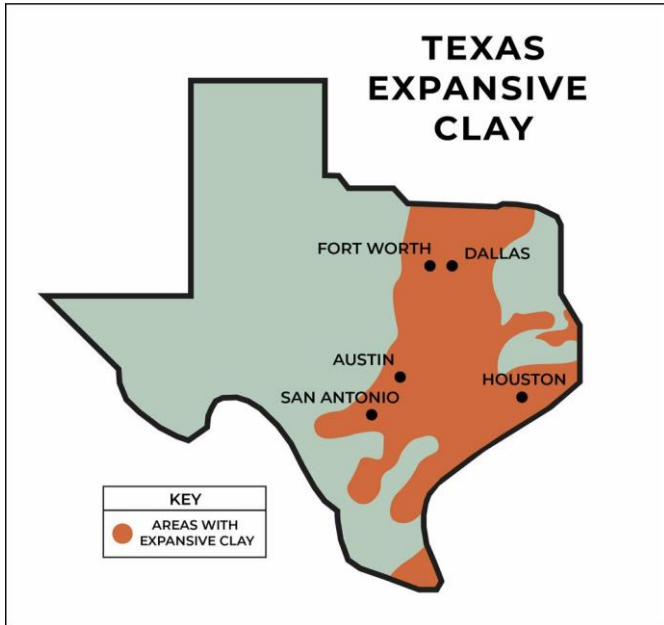 TEXAS
EXPANSIVE
CLAY
FORT WORTH
DALLAS
AUSTIN
SAN ANTONIO
HOUSTON
KEY
AREAS WITH
EXPANSIVE CLAY